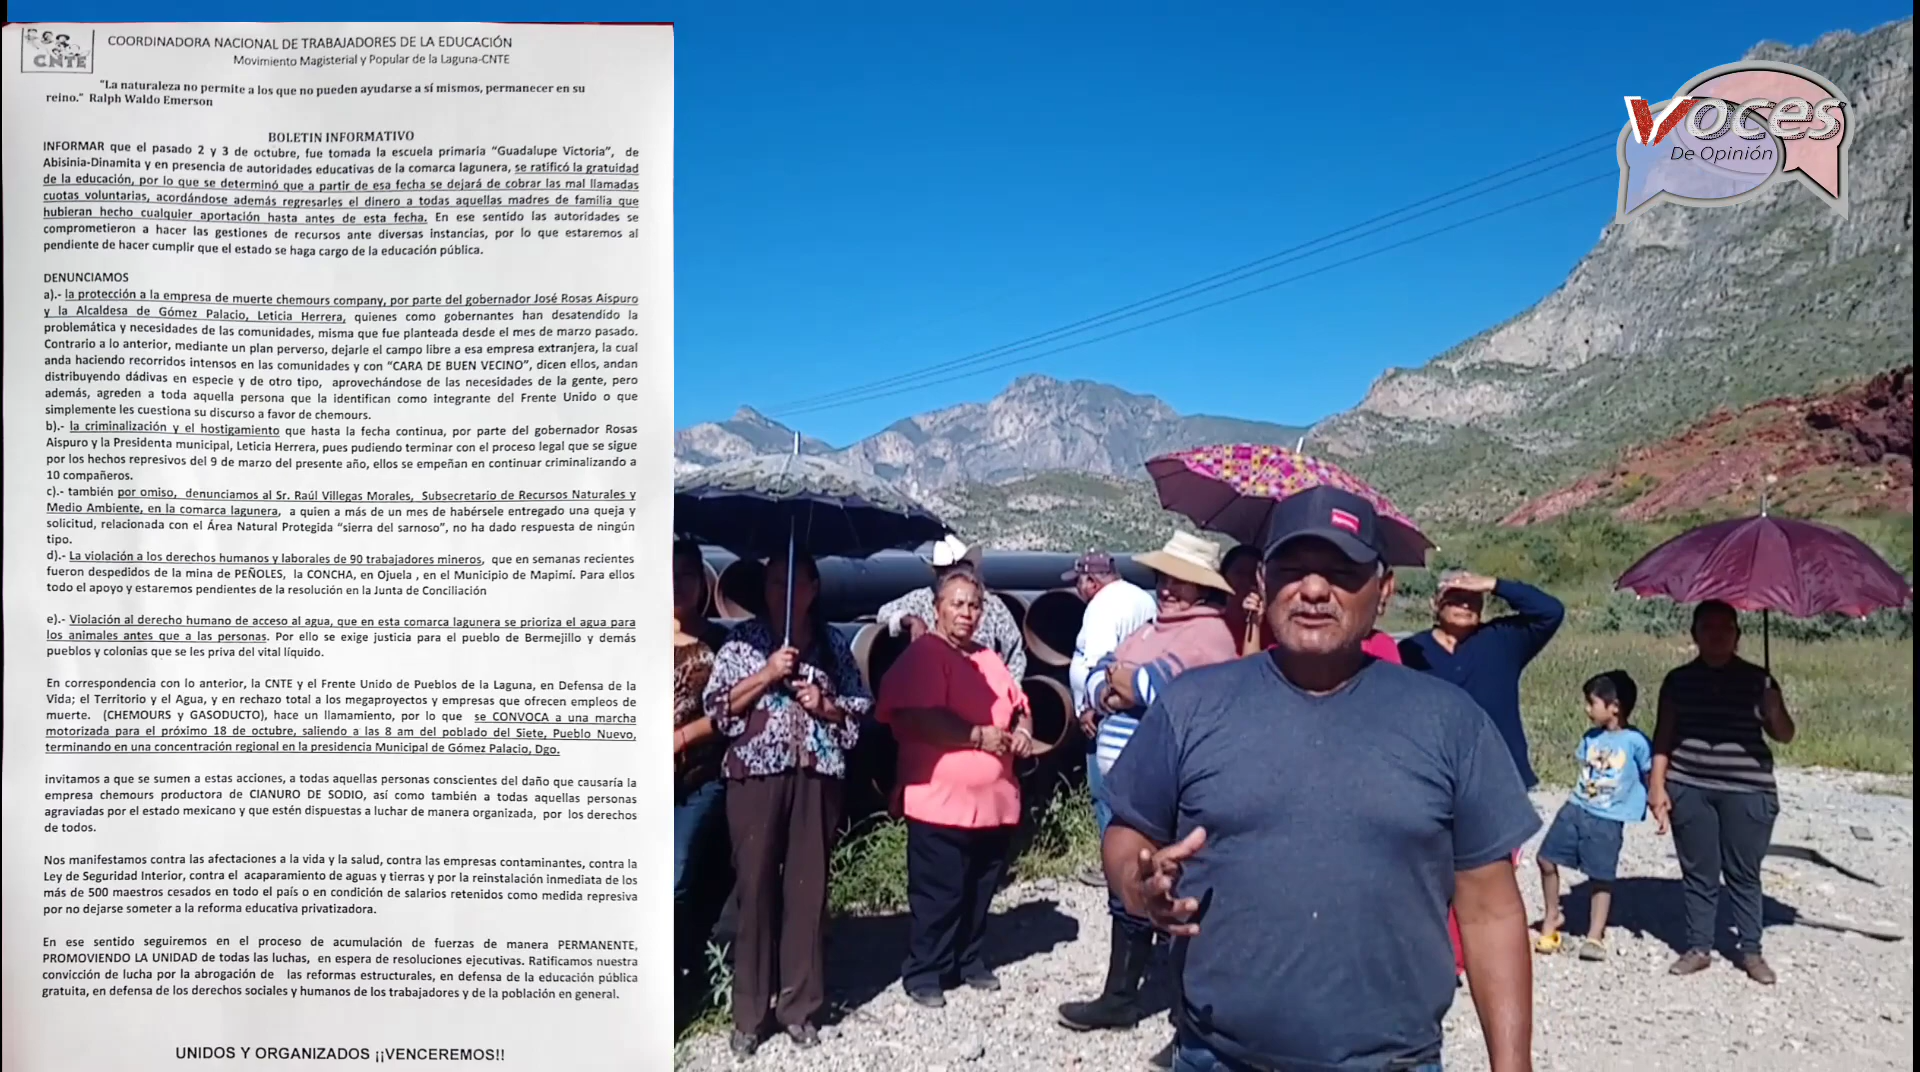 CNTE
COORDINADORA NACIONAL DE TRABAJADORES DE LA EDUCACIÓN
Movimiento Magisterial y Popular de la Laguna-CNTE
"La naturaleza no permite a los que no pueden ayudarse a sí mismos, permanecer en su
reino." Ralph Waldo Emerson
BOLETIN INFORMATIVO
INFORMAR que el pasado 2 y 3 de octubre, fue tomada la escuela primaria "Guadalupe Victoria", de
Abisinia-Dinamita y en presencia de autoridades educativas de la comarca lagunera, se ratificó la gratuidad
de la educación, por lo que se determinó que a partir de esa fecha se dejará de cobrar las mal llamadas
cuotas voluntarias, acordándose además regresarles el dinero a todas aquellas madres de familia que
hubieran hecho cualquier aportación hasta antes de esta fecha. En ese sentido las autoridades se
comprometieron a hacer las gestiones de recursos ante diversas instancias, por lo que estaremos al
pendiente de hacer cumplir que el estado se haga cargo de la educación pública.
DENUNCIAMOS
a).- la protección a la empresa de muerte chemours company, por parte del gobernador José Rosas Aispuro
y la Alcaldesa de Gómez Palacio, Leticia Herrera, quienes como gobernantes han desatendido la
problemática y necesidades de las comunidades, misma que fue planteada desde el mes de marzo pasado.
Contrario a lo anterior, mediante un plan perverso, dejarle el campo libre a esa empresa extranjera, la cual
anda haciendo recorridos intensos en las comunidades y con "CARA DE BUEN VECINO", dicen ellos, andan
distribuyendo dádivas en especie y de otro tipo, aprovechándose de las necesidades de la gente, pero
además, agreden a toda aquella persona que la identifican como integrante del Frente Unido o que
simplemente les cuestiona su discurso a favor de chemours.
b).- la criminalización y el hostigamiento que hasta la fecha continua, por parte del gobernador Rosas
Aispuro y la Presidenta municipal, Leticia Herrera, pues pudiendo terminar con el proceso legal que se sigue
por los hechos represivos del 9 de marzo del presente año, ellos se empeñan en continuar criminalizando a
10 compañeros.
c).- también por omiso, denunciamos al Sr. Raúl Villegas Morales, Subsecretario de Recursos Naturales y
Medio Ambiente, en la comarca lagunera, a quien a más de un mes de habérsele entregado una queja y
solicitud, relacionada con el Área Natural Protegida "sierra del sarnoso", no ha dado respuesta de ningún
tipo.
d).- La violación a los derechos humanos y laborales de 90 trabajadores mineros, que en semanas recientes
fueron despedidos de la mina de PEÑOLES, la CONCHA, en Ojuela , en el Municipio de Mapimí. Para ellos
todo el apoyo y estaremos pendientes de la resolución en la Junta de Conciliación
e).- Violación al derecho humano de acceso al agua, que en esta comarca lagunera se prioriza el agua para
los animales antes que a las personas. Por ello se exige justicia para el pueblo de Bermejillo y demás
pueblos y colonias que se les priva del vital líquido.
En correspondencia con lo anterior, la CNTE y el Frente Unido de Pueblos de la Laguna, en Defensa de la
Vida; el Territorio y el Agua, y en rechazo total a los megaproyectos y empresas que ofrecen empleos de
muerte. (CHEMOURS y GASODUCTO), hace un llamamiento, por lo que se CONVOCA a una marcha
motorizada para el próximo 18 de octubre, saliendo a las 8 am del poblado del Siete, Pueblo Nuevo,
terminando en una concentración regional en la presidencia Municipal de Gómez Palacio, Dgo.
invitamos a que se sumen a estas acciones, a todas aquellas personas conscientes del daño que causaría la
empresa chemours productora de CIANURO DE SODIO, así como también a todas aquellas personas
agraviadas por el estado mexicano y que estén dispuestas a luchar de manera organizada, por los derechos
de todos.
Nos manifestamos contra las afectaciones a la vida y la salud, contra las empresas contaminantes, contra la
Ley de Seguridad Interior, contra el acaparamiento de aguas y tierras y por la reinstalación inmediata de los
más de 500 maestros cesados en todo el país o en condición de salarios retenidos como medida represiva
por no dejarse someter a la reforma educativa privatizadora.
En ese sentido seguiremos en el proceso de acumulación de fuerzas de manera PERMANENTE,
PROMOVIENDO LA UNIDAD de todas las luchas, en espera de resoluciones ejecutivas. Ratificamos nuestra
convicción de lucha por la abrogación de las reformas estructurales, en defensa de la educación pública
gratuita, en defensa de los derechos sociales y humanos de los trabajadores y de la población en general.
UNIDOS Y ORGANIZADOS ¡¡VENCEREMOS!!
Voces
De Opinión